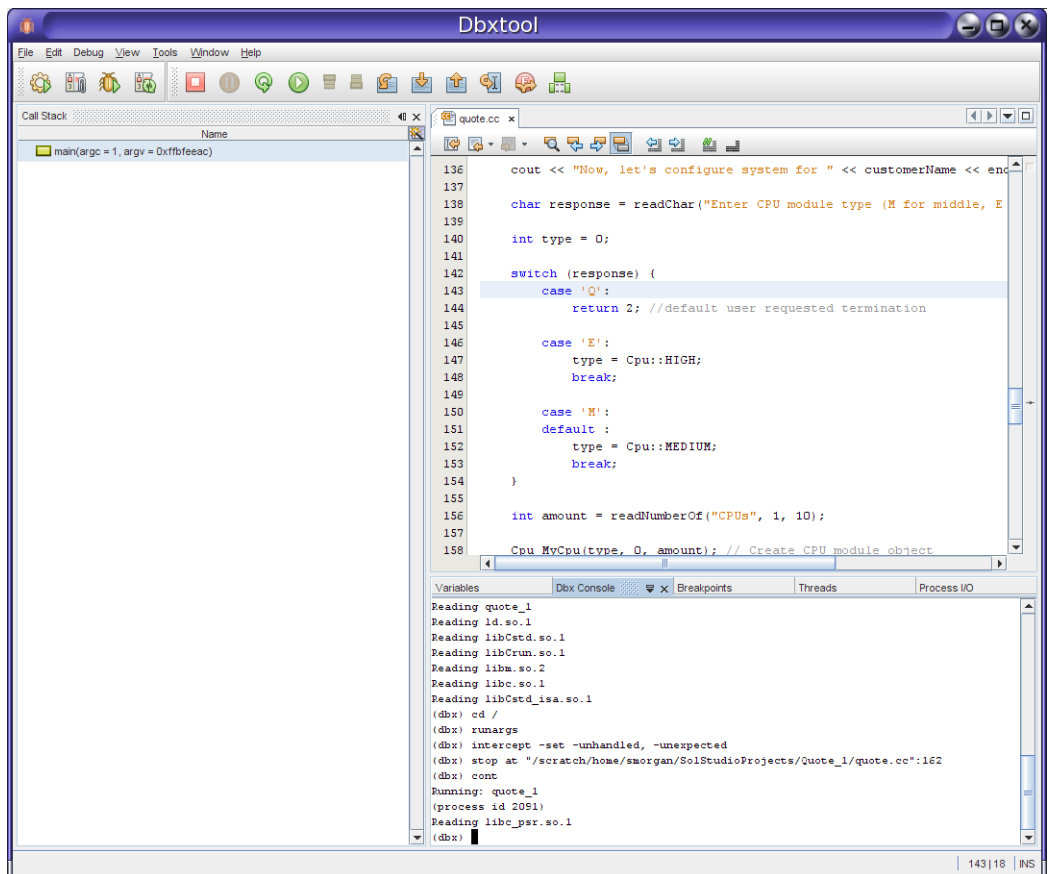 Dbxtool
File Edit Debug View Tools Window Help
Call Stack
Name
main(argc = 1, argv = 0xffbfeeac)
quote.cc
136 cout << "Now, let's configure system for " << customerName << end
137
138 char response = readChar("Enter CPU module type (M for middle, E
139
140 int type = 0;
141
142 switch (response) {
143 case 'Q':
144 return 2; //default user requested termination
145
146 case 'E':
147 type = Cpu::HIGH;
148 break;
149
150 case 'M':
151 default :
152 type = Cpu::MEDIUM;
153 break;
154 }
155
156 int amount = readNumberOf("CPUs", 1, 10);
157
158 Cpu MyCpu(type, 0, amount); // Create CPU module object
Variables Dbx Console Breakpoints Threads Process I/O
Reading quote_1
Reading ld.so.1
Reading libCstd.so.1
Reading libCrun.so.1
Reading libm.so.2
Reading libc.so.1
Reading libCstd_isa.so.1
(dbx) cd /
(dbx) runargs
(dbx) intercept -set -unhandled, -unexpected
(dbx) stop at "/scratch/home/smorgan/SolStudioProjects/Quote_1/quote.cc":162
(dbx) cont
Running: quote_1
(process id 2091)
Reading libc_psr.so.1
(dbx)
143|18 INS